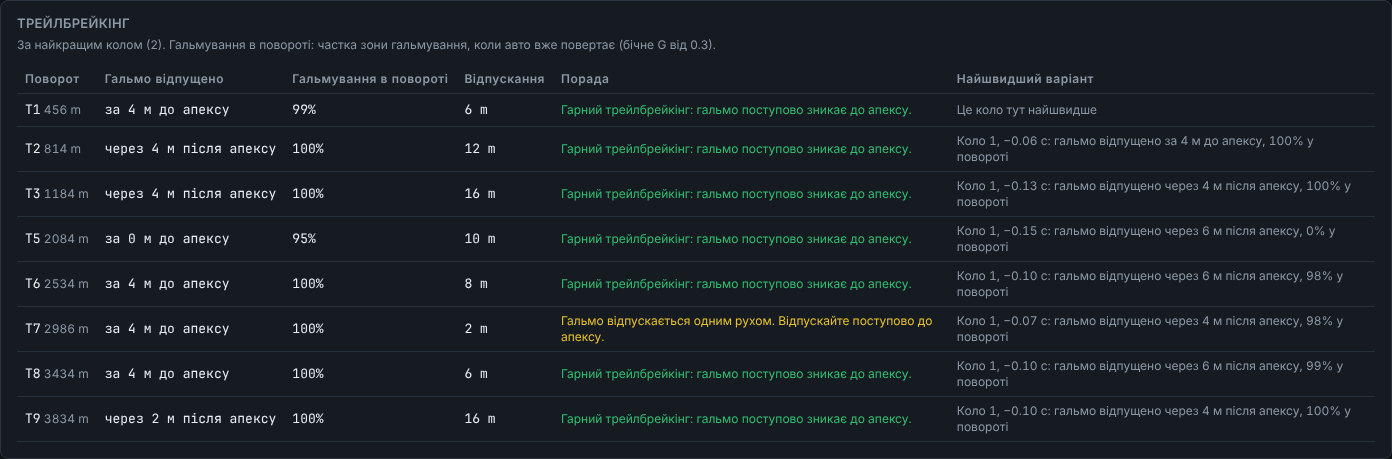 ТРЕЙЛБРЕЙКІНГ
За найкращим колом (2). Гальмування в повороті: частка зони гальмування, коли авто вже повертає (бічне G від 0.3).
Поворот Гальмо відпущено Гальмування в повороті Відпускання Порада Найшвидший варіант
T1 456 m за 4 м до апексу 99% 6 m Гарний трейлбрейкінг: гальмо поступово зникає до апексу. Це коло тут найшвидше
T2 814 m через 4 м після апексу 100% 12 m Гарний трейлбрейкінг: гальмо поступово зникає до апексу. Коло 1, −0.06 с: гальмо відпущено за 4 м до апексу, 100% у
повороті
T3 1184 m через 4 м після апексу 100% 16 m Гарний трейлбрейкінг: гальмо поступово зникає до апексу. Коло 1, −0.13 с: гальмо відпущено через 4 м після апексу, 100% у
повороті
T5 2084 m за 0 м до апексу 95% 10 m Гарний трейлбрейкінг: гальмо поступово зникає до апексу. Коло 1, −0.15 с: гальмо відпущено через 6 м після апексу, 0% у
повороті
T6 2534 m за 4 м до апексу 100% 8 m Гарний трейлбрейкінг: гальмо поступово зникає до апексу. Коло 1, −0.10 с: гальмо відпущено через 6 м після апексу, 98% у
повороті
T7 2986 m за 4 м до апексу 100% 2 m Гальмо відпускається одним рухом. Відпускайте поступово до
апексу. Коло 1, −0.07 с: гальмо відпущено через 4 м після апексу, 98% у
повороті
T8 3434 m за 4 м до апексу 100% 6 m Гарний трейлбрейкінг: гальмо поступово зникає до апексу. Коло 1, −0.10 с: гальмо відпущено через 6 м після апексу, 99% у
повороті
T9 3834 m через 2 м після апексу 100% 16 m Гарний трейлбрейкінг: гальмо поступово зникає до апексу. Коло 1, −0.10 с: гальмо відпущено через 4 м після апексу, 100% у
повороті